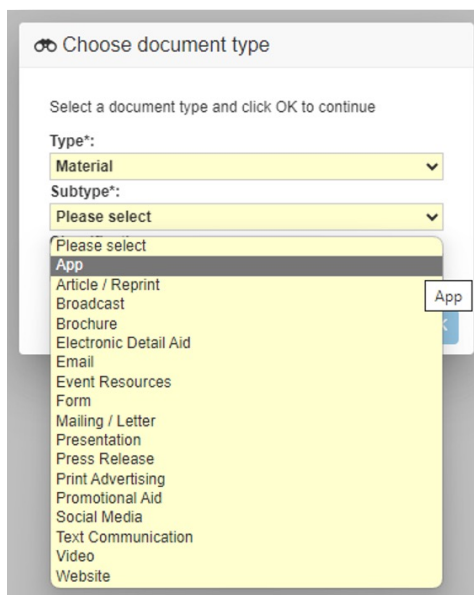 Choose document type
Select a document type and click OK to continue
Type*:
Material
Subtype*:
Please select
Please select
App
Article / Reprint
App
Broadcast
Brochure
Electronic Detail Aid
Email
Event Resources
Form
Mailing / Letter
Presentation
Press Release
Print Advertising
Promotional Aid
Social Media
Text Communication
Video
Website